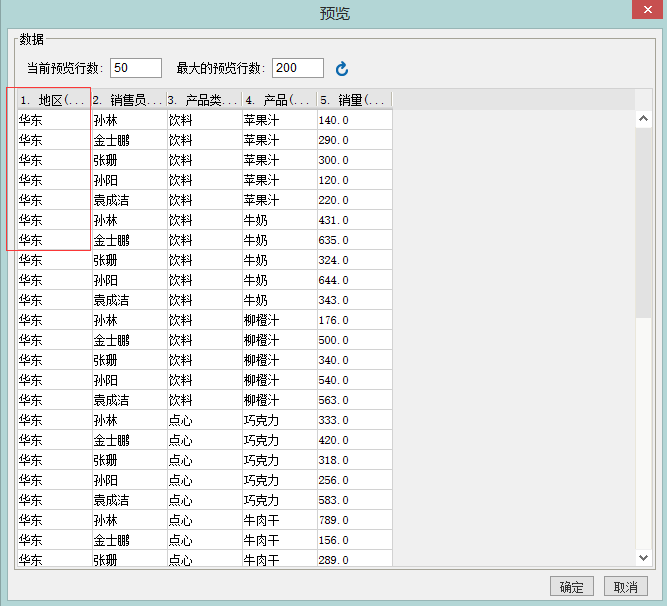 预览
数据
当前预览行数: 50 最大的预览行数: 200
1. 地区(... 2. 销售员... 3. 产品类... 4. 产品(... 5. 销量(...
华东 孙林 饮料 苹果汁 140.0
华东 金士鹏 饮料 苹果汁 290.0
华东 张珊 饮料 苹果汁 300.0
华东 孙阳 饮料 苹果汁 120.0
华东 袁成洁 饮料 苹果汁 220.0
华东 孙林 饮料 牛奶 431.0
华东 金士鹏 饮料 牛奶 635.0
华东 张珊 饮料 牛奶 324.0
华东 孙阳 饮料 牛奶 644.0
华东 袁成洁 饮料 牛奶 343.0
华东 孙林 饮料 柳橙汁 176.0
华东 金士鹏 饮料 柳橙汁 500.0
华东 张珊 饮料 柳橙汁 340.0
华东 孙阳 饮料 柳橙汁 540.0
华东 袁成洁 饮料 柳橙汁 563.0
华东 孙林 点心 巧克力 333.0
华东 金士鹏 点心 巧克力 420.0
华东 张珊 点心 巧克力 318.0
华东 孙阳 点心 巧克力 256.0
华东 袁成洁 点心 巧克力 583.0
华东 孙林 点心 牛肉干 789.0
华东 金士鹏 点心 牛肉干 156.0
华东 张珊 点心 牛肉干 289.0
确定 取消